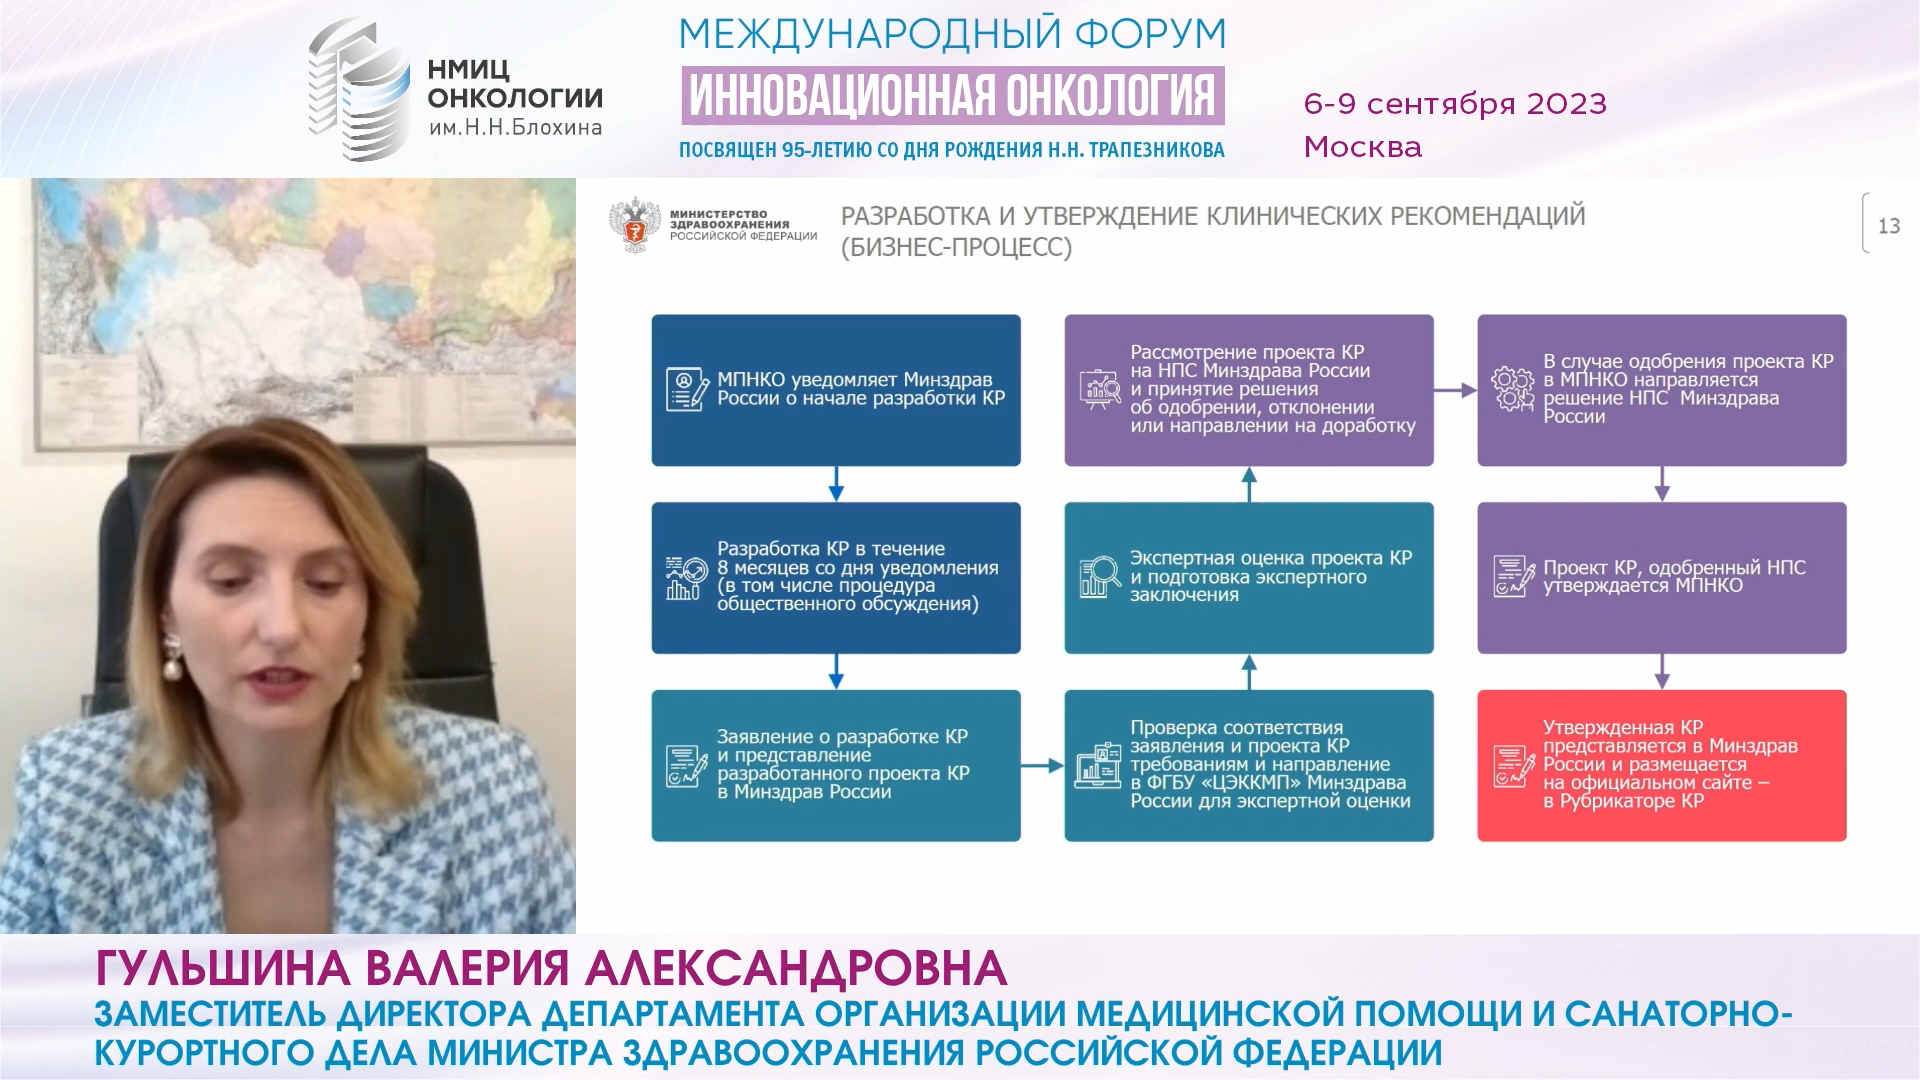 НМИЦ
ОНКОЛОГИИ
им.Н.Н.Блохина
МЕЖДУНАРОДНЫЙ ФОРУМ
ИННОВАЦИОННАЯ ОНКОЛОГИЯ
ПОСВЯЩЕН 95-ЛЕТИЮ СО ДНЯ РОЖДЕНИЯ Н.Н. ТРАПЕЗНИКОВА
6-9 сентября 2023
Москва
МИНИСТЕРСТВО
ЗДРАВООХРАНЕНИЯ
РОССИЙСКОЙ ФЕДЕРАЦИИ
РАЗРАБОТКА И УТВЕРЖДЕНИЕ КЛИНИЧЕСКИХ РЕКОМЕНДАЦИЙ
(БИЗНЕС-ПРОЦЕСС)
13
МПНКО уведомляет Минздрав
России о начале разработки КР
Разработка КР в течение
8 месяцев со дня уведомления
(в том числе процедура
общественного обсуждения)
Заявление о разработке КР
и представление
разработанного проекта КР
в Минздрав России
Проверка соответствия
заявления и проекта КР
требованиям и направление
в ФГБУ «ЦЭККМП» Минздрава
России для экспертной оценки
Экспертная оценка проекта КР
и подготовка экспертного
заключения
Рассмотрение проекта КР
на НПС Минздрава России
и принятие решения
об одобрении, отклонении
или направлении на доработку
В случае одобрения проекта КР
в МПНКО направляется
решение НПС Минздрава
России
Проект КР, одобренный НПС
утверждается МПНКО
Утвержденная КР
представляется в Минздрав
России и размещается
на официальном сайте –
в Рубрикаторе КР
ГУЛЬШИНА ВАЛЕРИЯ АЛЕКСАНДРОВНА
ЗАМЕСТИТЕЛЬ ДИРЕКТОРА ДЕПАРТАМЕНТА ОРГАНИЗАЦИИ МЕДИЦИНСКОЙ ПОМОЩИ И САНАТОРНО-
КУРОРТНОГО ДЕЛА МИНИСТРА ЗДРАВООХРАНЕНИЯ РОССИЙСКОЙ ФЕДЕРАЦИИ